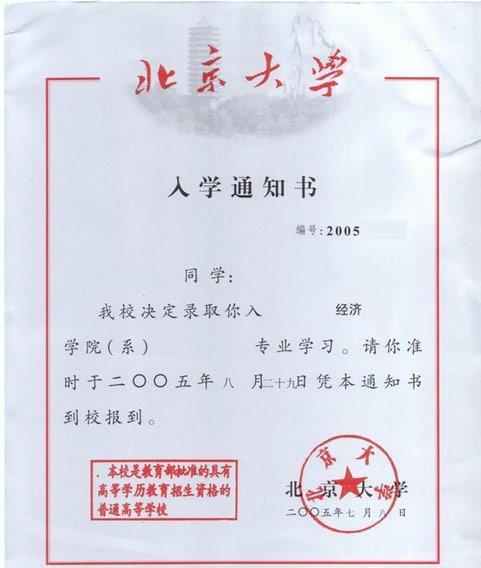 北京大学
入学通知书
编号:2005
同学:
我校决定录取你入 经济
学院(系) 专业学习。请你准
时于二〇〇五年八月二十九日凭本通知书
到校报到。
.本校是教育部批准的具有
高等学历教育招生资格的
普通高等学校
北京大学
北京大学
二〇〇五年七月八日